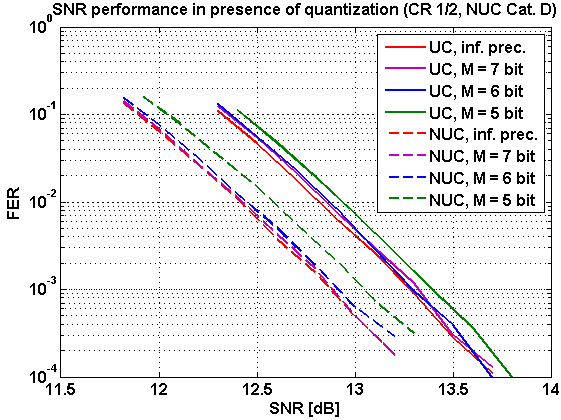 SNR performance in presence of quantization (CR 1/2, NUC Cat. D)
10^0
10^-1
10^-2
10^-3
10^-4
FER
UC, inf. prec.
UC, M = 7 bit
UC, M = 6 bit
UC, M = 5 bit
NUC, inf. prec.
NUC, M = 7 bit
NUC, M = 6 bit
NUC, M = 5 bit
11.5 12 12.5 13 13.5 14
SNR [dB]